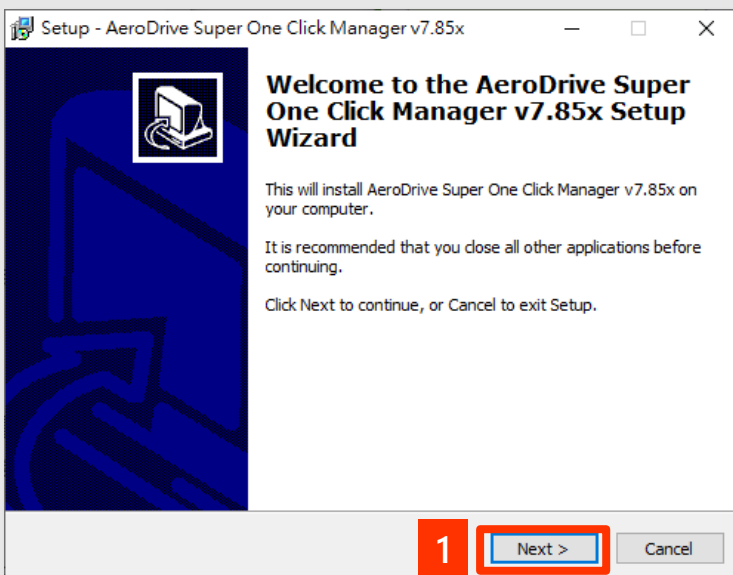 Setup - AeroDrive Super One Click Manager v7.85x
Welcome to the AeroDrive Super
One Click Manager v7.85x Setup
Wizard
This will install AeroDrive Super One Click Manager v7.85x on
your computer.
It is recommended that you close all other applications before
continuing.
Click Next to continue, or Cancel to exit Setup.
1
Next >
Cancel